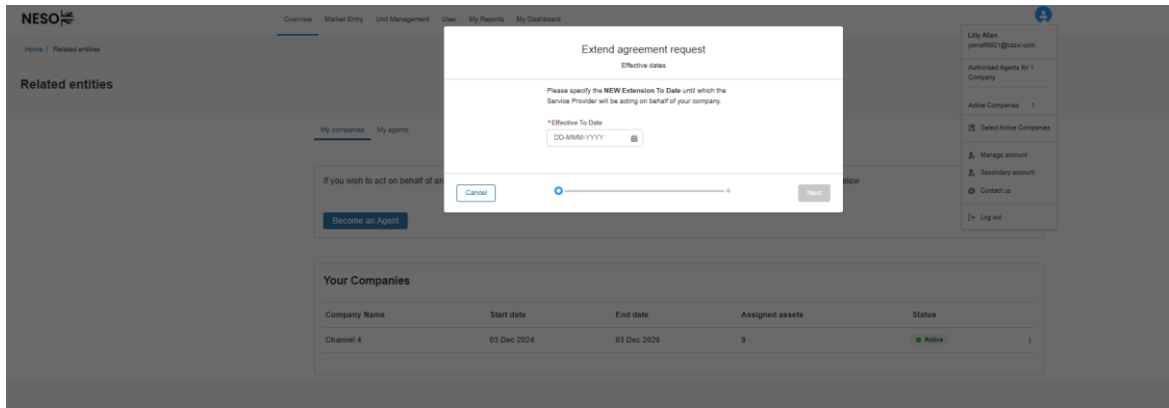 NESO
Overview Market Entry Unit Management User My Reports My Dashboard
Home | Related entities
Related entities
Extend agreement request
Effective dates
Please specify the NEW Extension To Date until which the
Service Provider will be acting on behalf of your company.
*Effective To Date
DD-MMM-YYYY
Cancel
Next
Lilly Allen
yamaf49921@kazvi.com
Authorised Agents for 1
Company
Active Companies 1
Select Active Companies
Manage account
Secondary account
Contact us
Log out
My companies My agents
If you wish to act on behalf of an
elow
Become an Agent
Your Companies
Company Name Start date End date Assigned assets Status
Channel 4 03 Dec 2024 03 Dec 2026 9 Active